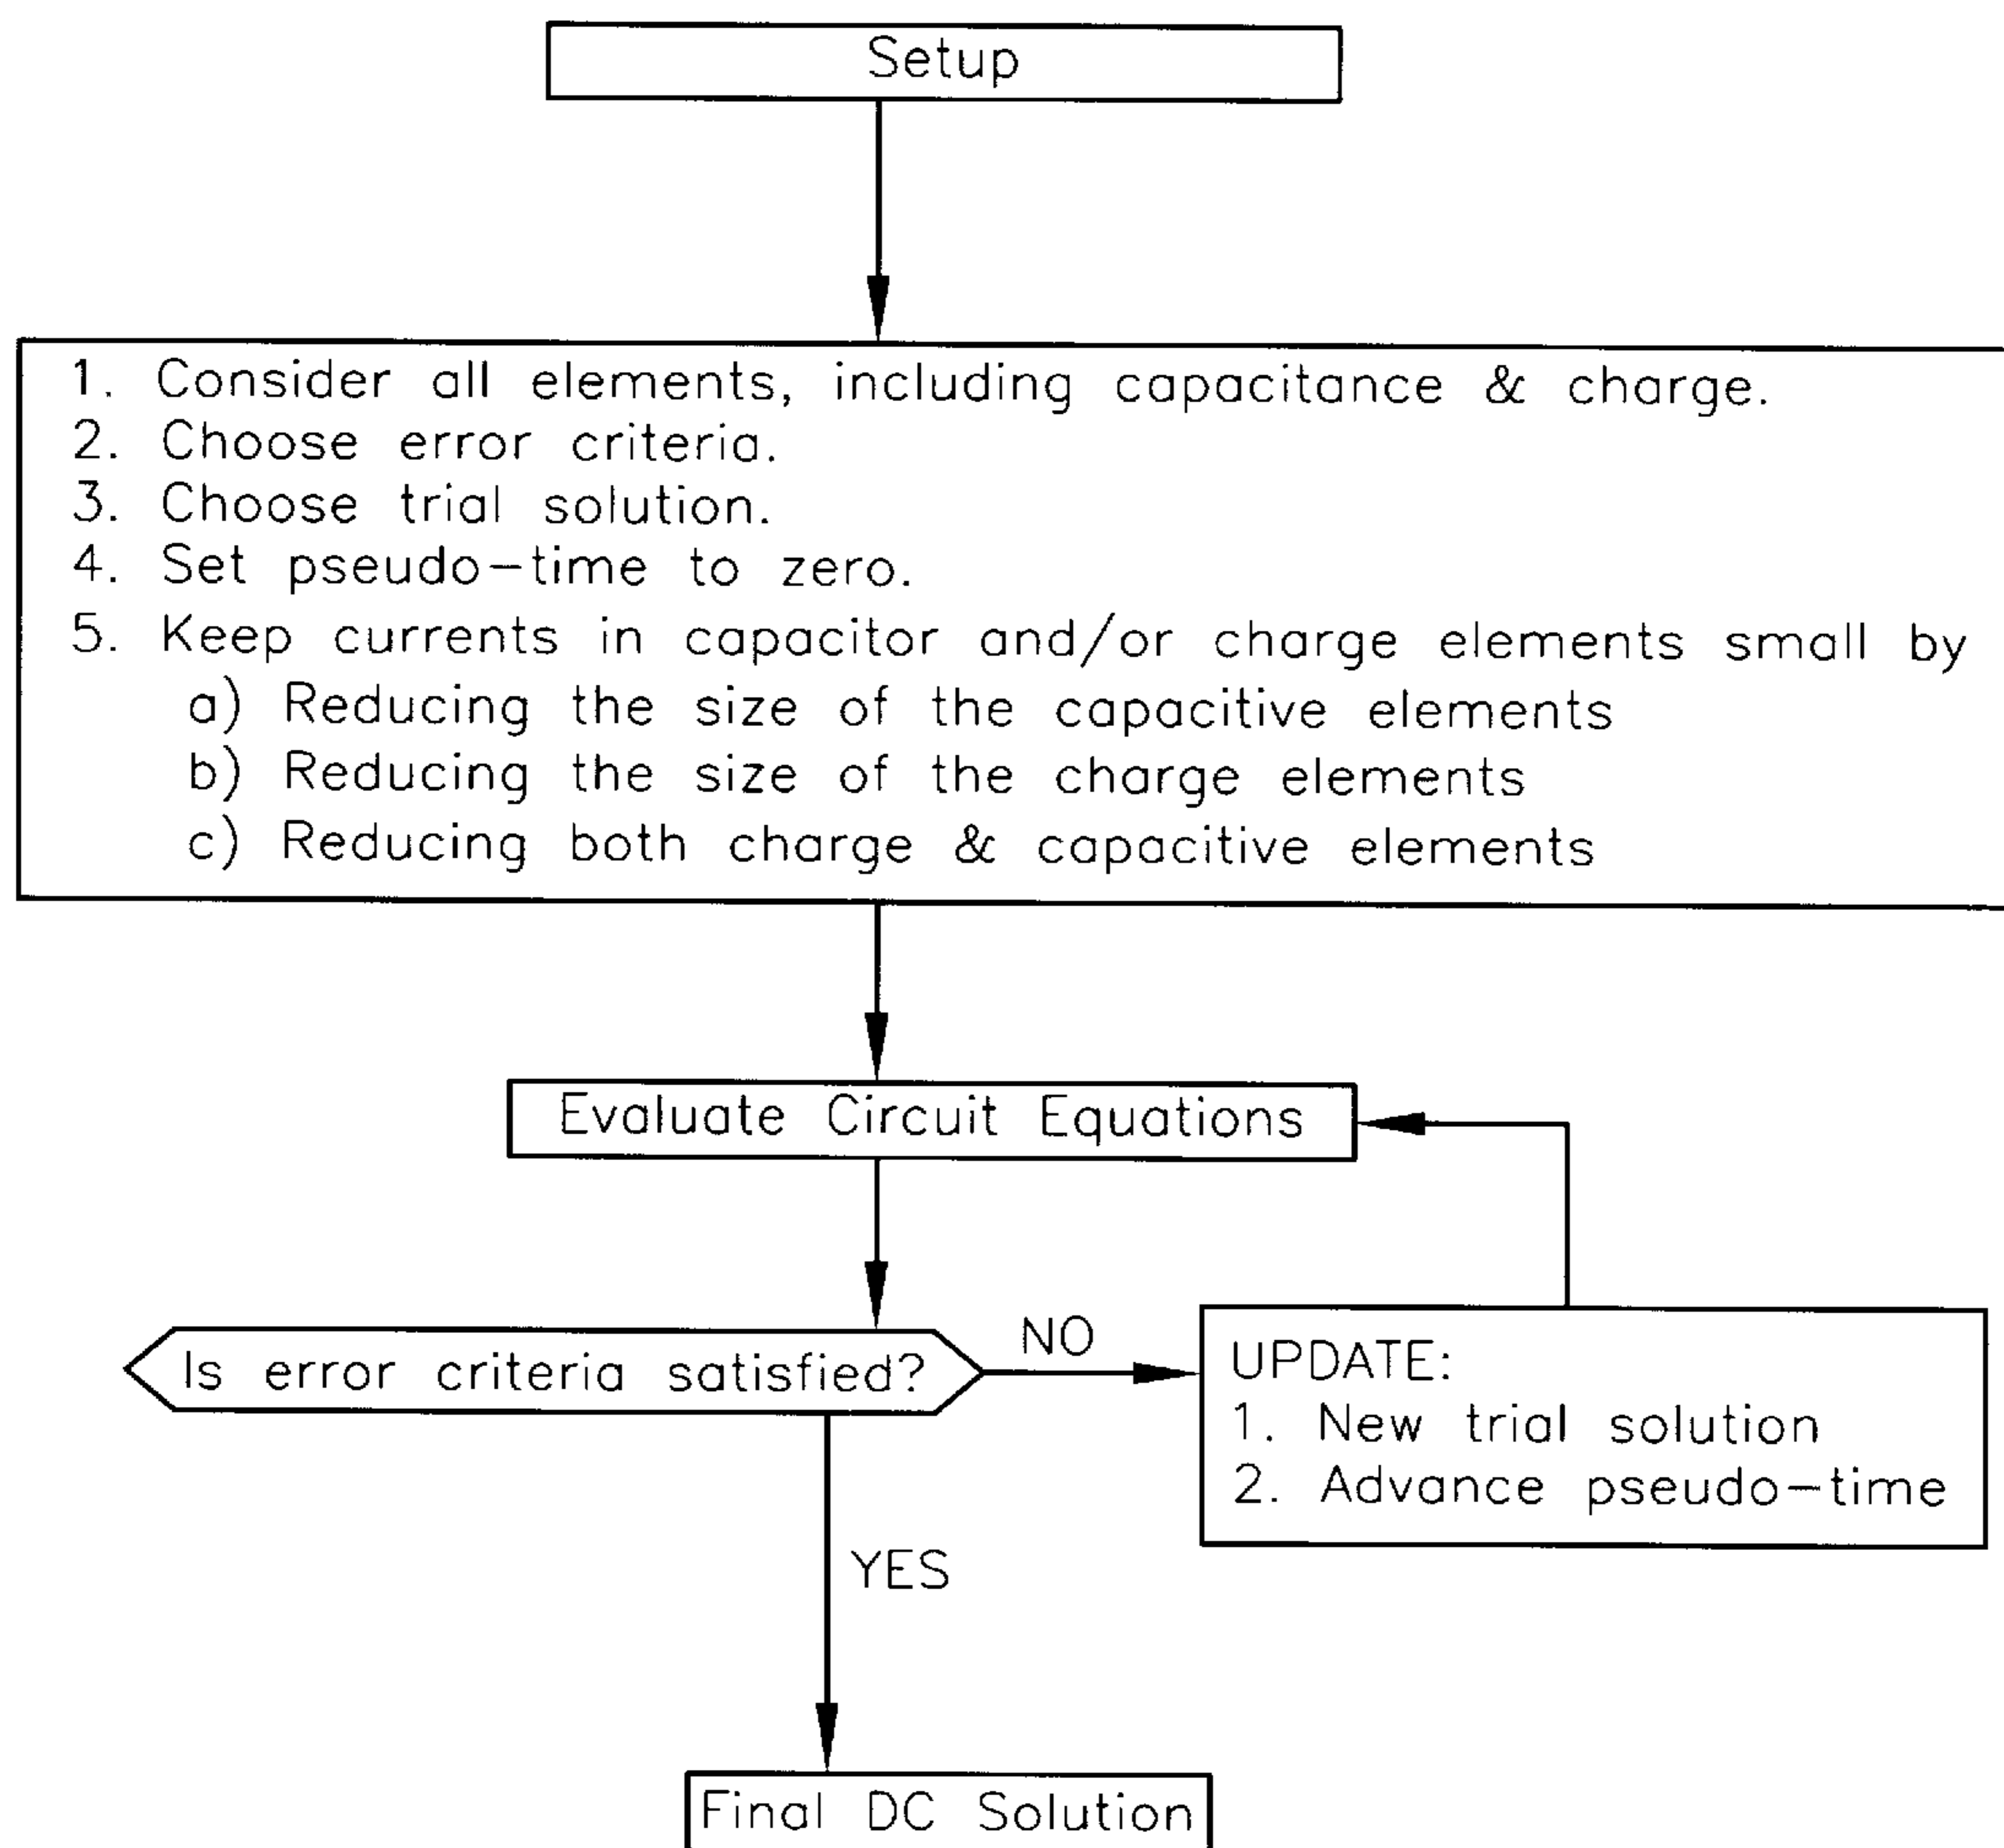 Setup
1. Consider all elements, including capacitance & charge.
2. Choose error criteria.
3. Choose trial solution.
4. Set pseudo-time to zero.
5. Keep currents in capacitor and/or charge elements small by
a) Reducing the size of the capacitive elements
b) Reducing the size of the charge elements
c) Reducing both charge & capacitive elements
Evaluate Circuit Equations
Is error criteria satisfied?
NO
UPDATE:
1. New trial solution
2. Advance pseudo-time
YES
Final DC Solution